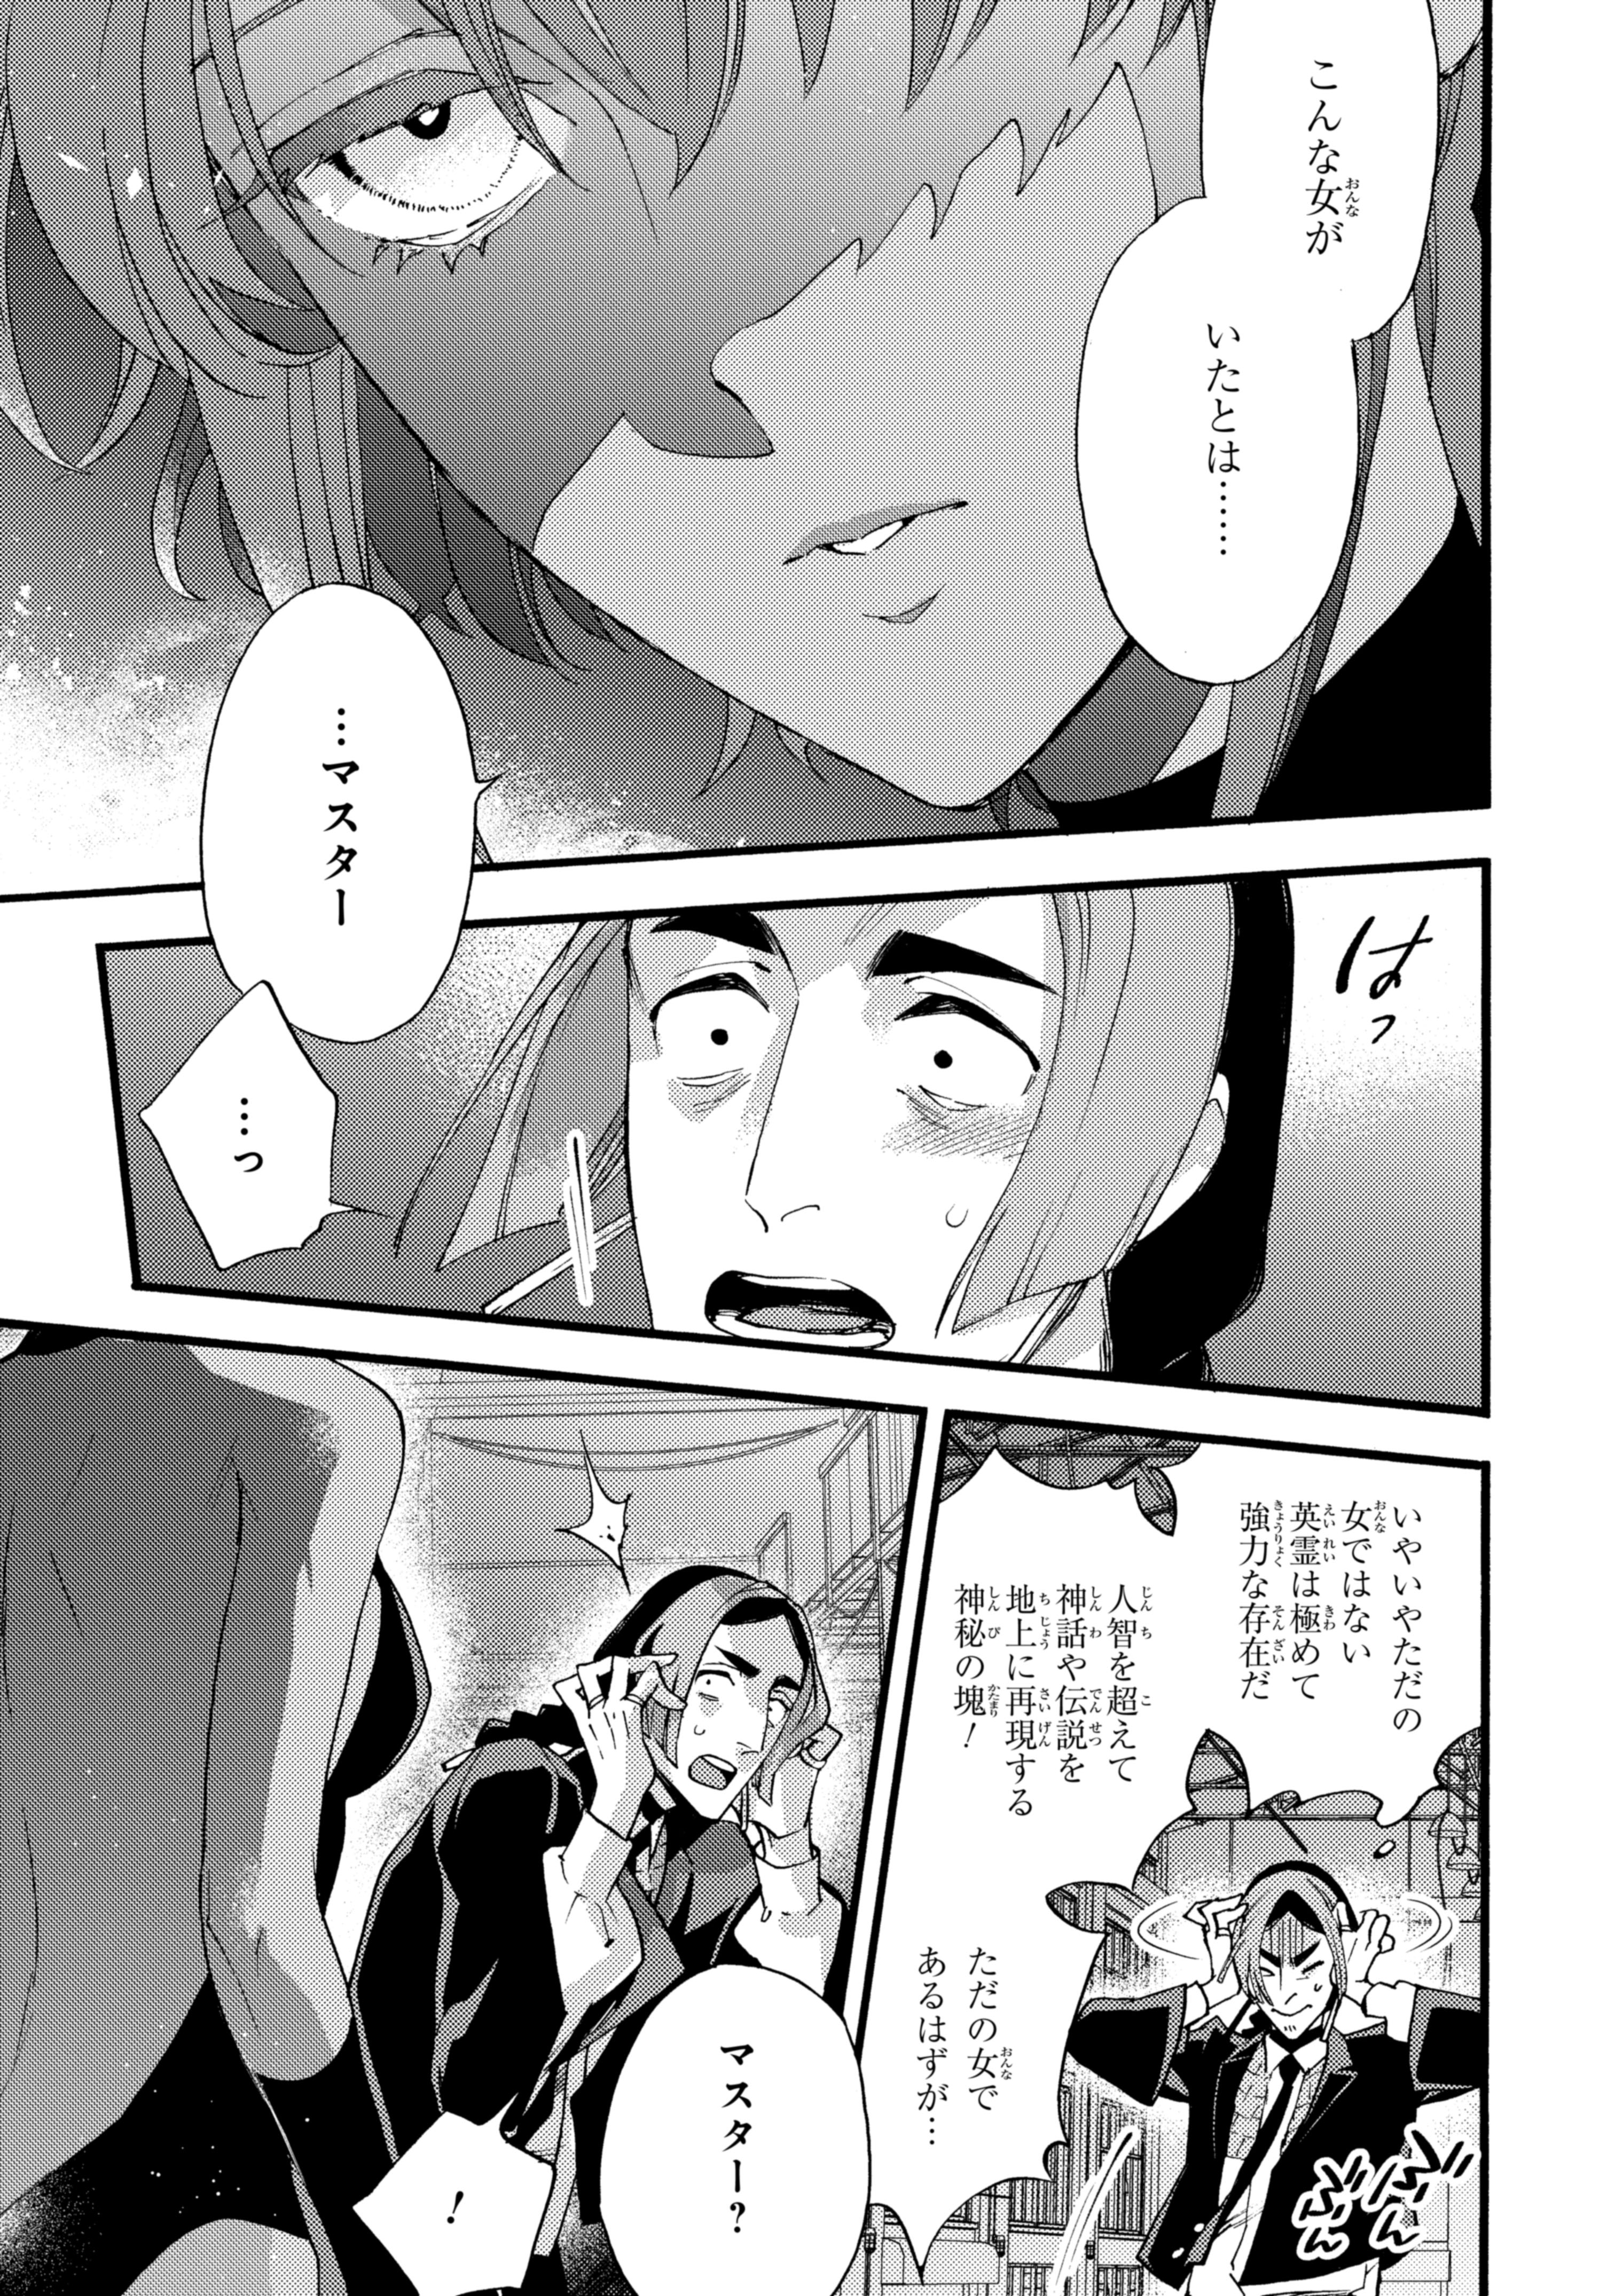 こんな女が
いたとは……
…マスター
はっ
…っ
いやいやただの
女ではない
英霊は極めて
強力な存在だ
人智を超えて
神話や伝説を
地上に再現する
神秘の塊！
ただの女で
あるはずが…
ぶんぶん
マスター？
！